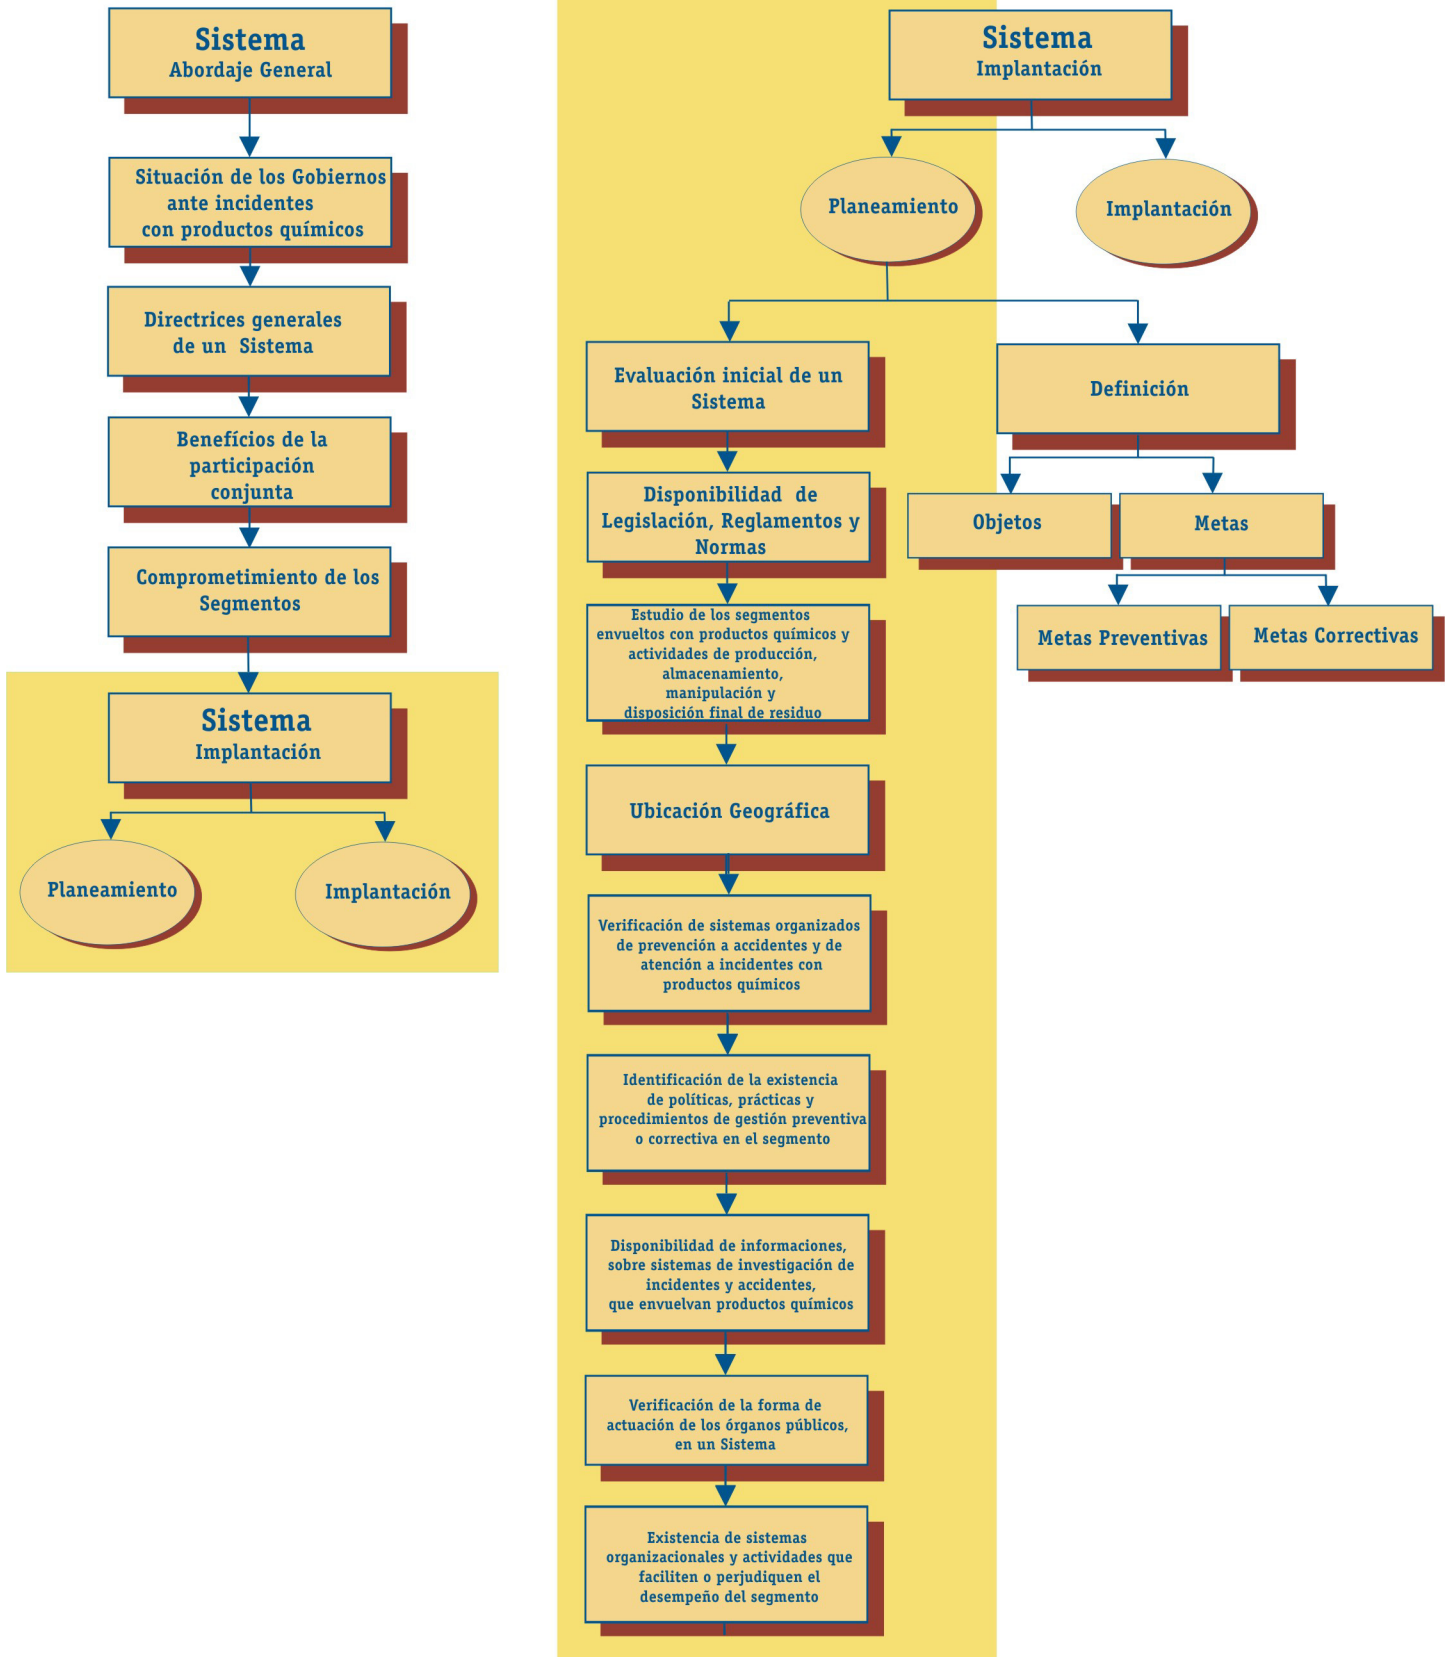 Sistema
Abordaje General
Situación de los Gobiernos
ante incidentes
con productos químicos
Directrices generales
de un Sistema
Benefícios de la
participación
conjunta
Comprometimiento de los
Segmentos
Sistema
Implantación
Planeamiento
Implantación
Sistema
Implantación
Planeamiento
Implantación
Evaluación inicial de un
Sistema
Disponibilidad de
Legislación, Reglamentos y
Normas
Estudio de los segmentos
envueltos con productos químicos y
actividades de producción,
almacenamiento,
manipulación y
disposición final de residuo
Ubicación Geográfica
Verificación de sistemas organizados
de prevención a accidentes y de
atención a incidentes con
productos químicos
Identificación de la existencia
de políticas, prácticas y
procedimientos de gestión preventiva
o correctiva en el segmento
Disponibilidad de informaciones,
sobre sistemas de investigación de
incidentes y accidentes,
que envuelvan productos químicos
Verificación de la forma de
actuación de los órganos públicos,
en un Sistema
Existencia de sistemas
organizacionales y actividades que
faciliten o perjudiquen el
desempeño del segmento
Definición
Objetos
Metas
Metas Preventivas
Metas Correctivas